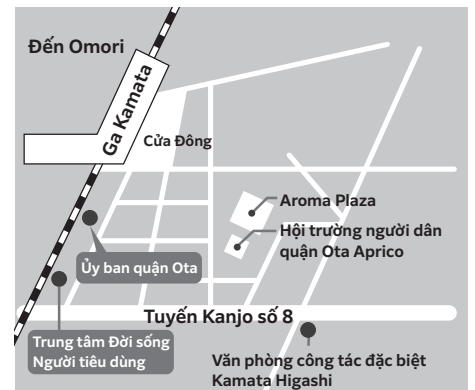 Đến Omori
Ga Kamata
Cửa Đông
Aroma Plaza
Hội trường người dân
quận Ota Aprico
Ủy ban quận Ota
Tuyến Kanjo số 8
Trung tâm Đời sống
Người tiêu dùng
Văn phòng công tác đặc biệt
Kamata Higashi